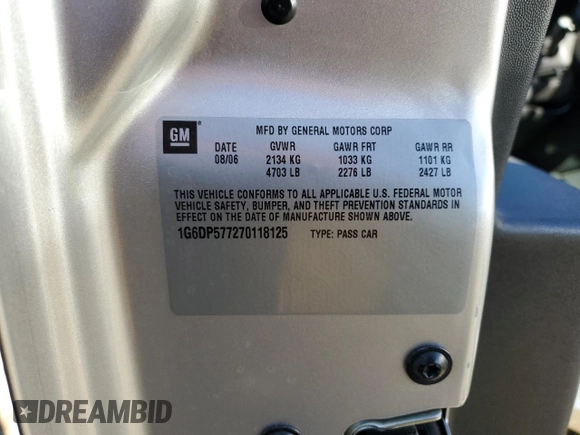 GM
MFD BY GENERAL MOTORS CORP
DATE GVWR GAWR FRT GAWR RR
08/06 2134 KG 1033 KG 1101 KG
4703 LB 2276 LB 2427 LB
THIS VEHICLE CONFORMS TO ALL APPLICABLE U.S. FEDERAL MOTOR
VEHICLE SAFETY, BUMPER, AND THEFT PREVENTION STANDARDS IN
EFFECT ON THE DATE OF MANUFACTURE SHOWN ABOVE.
1G6DP577270118125 TYPE: PASS CAR
DREAMBID